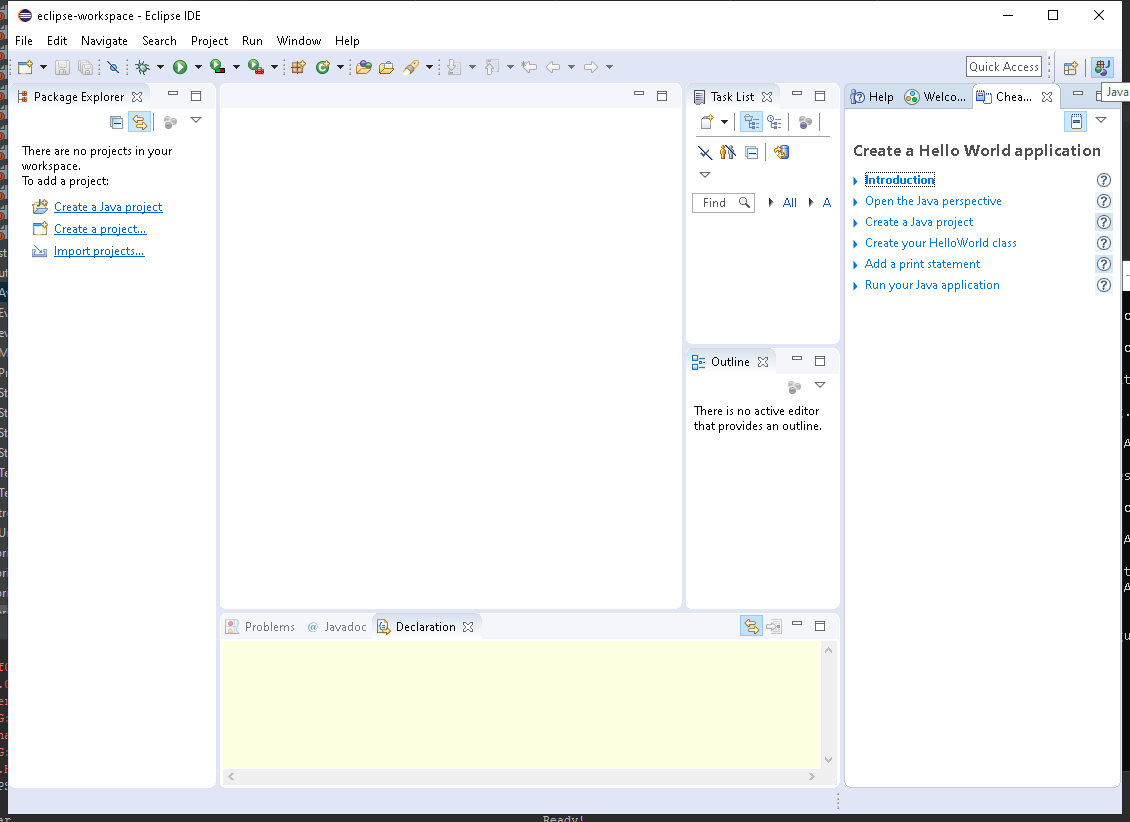 eclipse-workspace - Eclipse IDE
File Edit Navigate Search Project Run Window Help
Quick Access
Java
Package Explorer
There are no projects in your
workspace.
To add a project:
Create a Java project
Create a project...
Import projects...
Task List
Find
All
A
Outline
There is no active editor
that provides an outline.
Help Welco... Chea...
Create a Hello World application
Introduction
Open the Java perspective
Create a Java project
Create your HelloWorld class
Add a print statement
Run your Java application
Problems @ Javadoc Declaration
Ready!